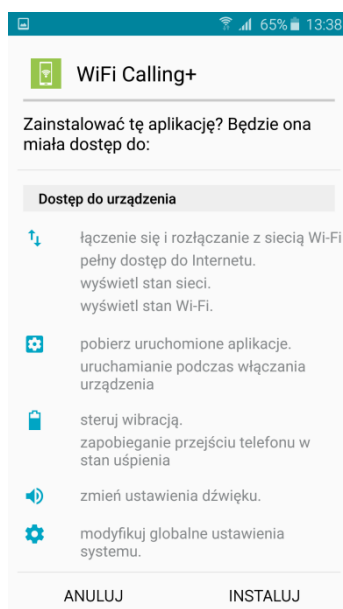 65% 13:38
WiFi Calling+
Zainstalować tę aplikację? Będzie ona
miała dostęp do:
Dostęp do urządzenia
łączenie się i rozłączanie z siecią Wi-Fi
pełny dostęp do Internetu.
wyświetl stan sieci.
wyświetl stan Wi-Fi.
pobierz uruchomione aplikacje.
uruchamianie podczas włączania
urządzenia
steruj wibracją.
zapobieganie przejściu telefonu w
stan uśpienia
zmień ustawienia dźwięku.
modyfikuj globalne ustawienia
systemu.
ANULUJ INSTALUJ